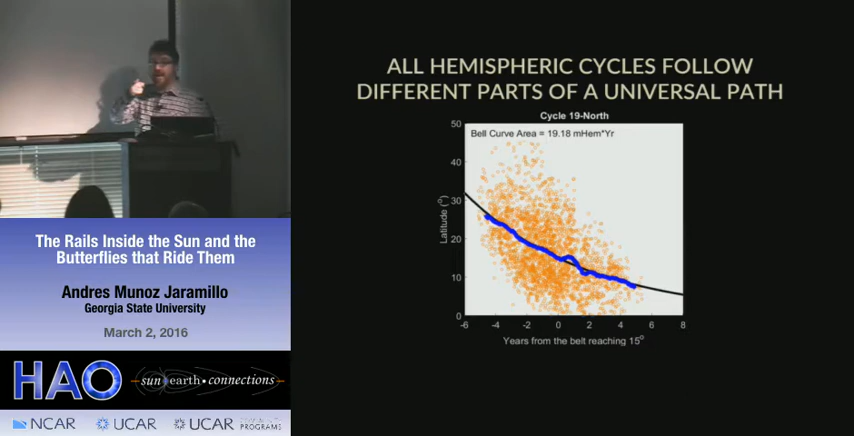 ALL HEMISPHERIC CYCLES FOLLOW
DIFFERENT PARTS OF A UNIVERSAL PATH
Cycle 19-North
Bell Curve Area = 19.18 mHem*Yr
50
40
30
20
10
0
Latitude (°)
-6 -4 -2 0 2 4 6 8
Years from the belt reaching 15°
The Rails Inside the Sun and the
Butterflies that Ride Them
Andres Munoz Jaramillo
Georgia State University
March 2, 2016
HAO
sun•earth•connections
NCAR
UCAR
UCAR
PROGRAMS